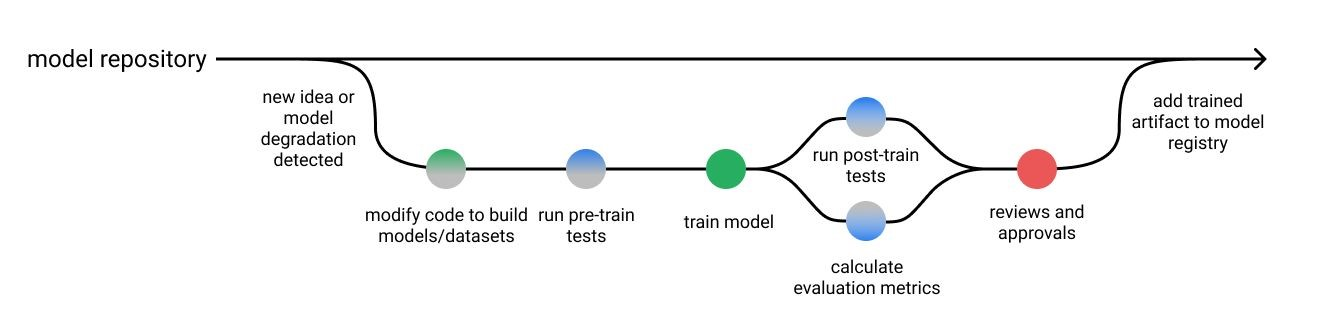 model repository
new idea or
model
degradation
detected
modify code to build
models/datasets
run pre-train
tests
train model
run post-train
tests
calculate
evaluation metrics
reviews and
approvals
add trained
artifact to model
registry